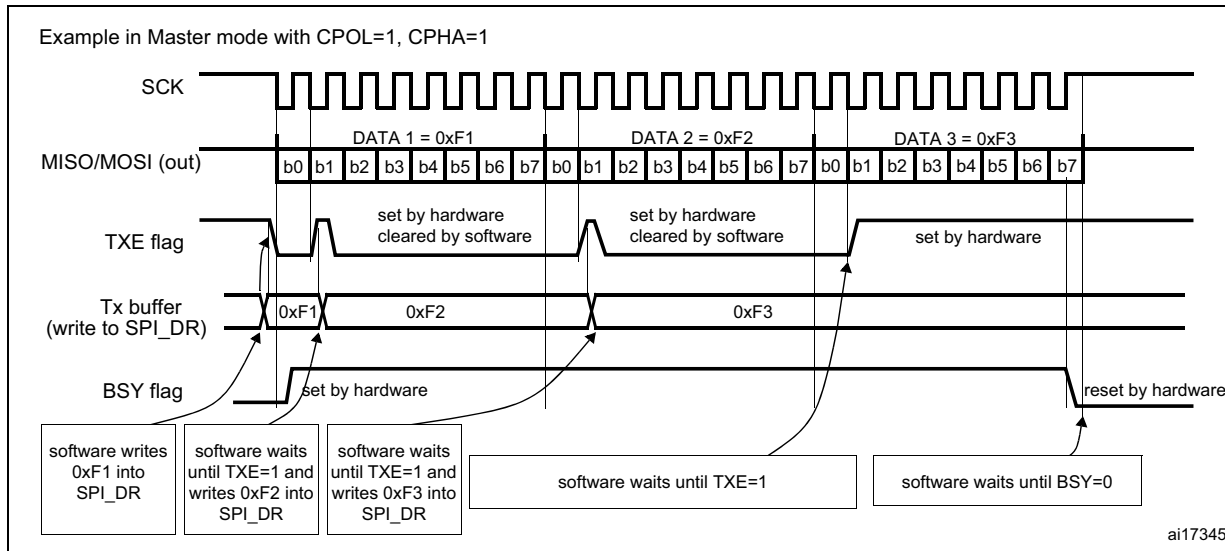 Example in Master mode with CPOL=1, CPHA=1
SCK
DATA 1 = 0xF1
DATA 2 = 0xF2
DATA 3 = 0xF3
MISO/MOSI (out)
b0 b1 b2 b3 b4 b5 b6 b7 b0 b1 b2 b3 b4 b5 b6 b7 b0 b1 b2 b3 b4 b5 b6 b7
TXE flag
set by hardware
cleared by software
set by hardware
cleared by software
set by hardware
Tx buffer
(write to SPI_DR)
0xF1
0xF2
0xF3
BSY flag
set by hardware
reset by hardware
software writes
0xF1 into
SPI_DR
software waits
until TXE=1 and
writes 0xF2 into
SPI_DR
software waits
until TXE=1 and
writes 0xF3 into
SPI_DR
software waits until TXE=1
software waits until BSY=0
ai17345